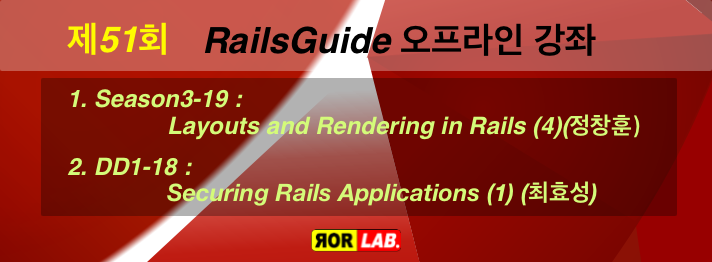 제51회 RailsGuide 오프라인 강좌
1. Season3-19 :
Layouts and Rendering in Rails (4)(정창훈)
2. DD1-18 :
Securing Rails Applications (1) (최효성)
ROR LAB.